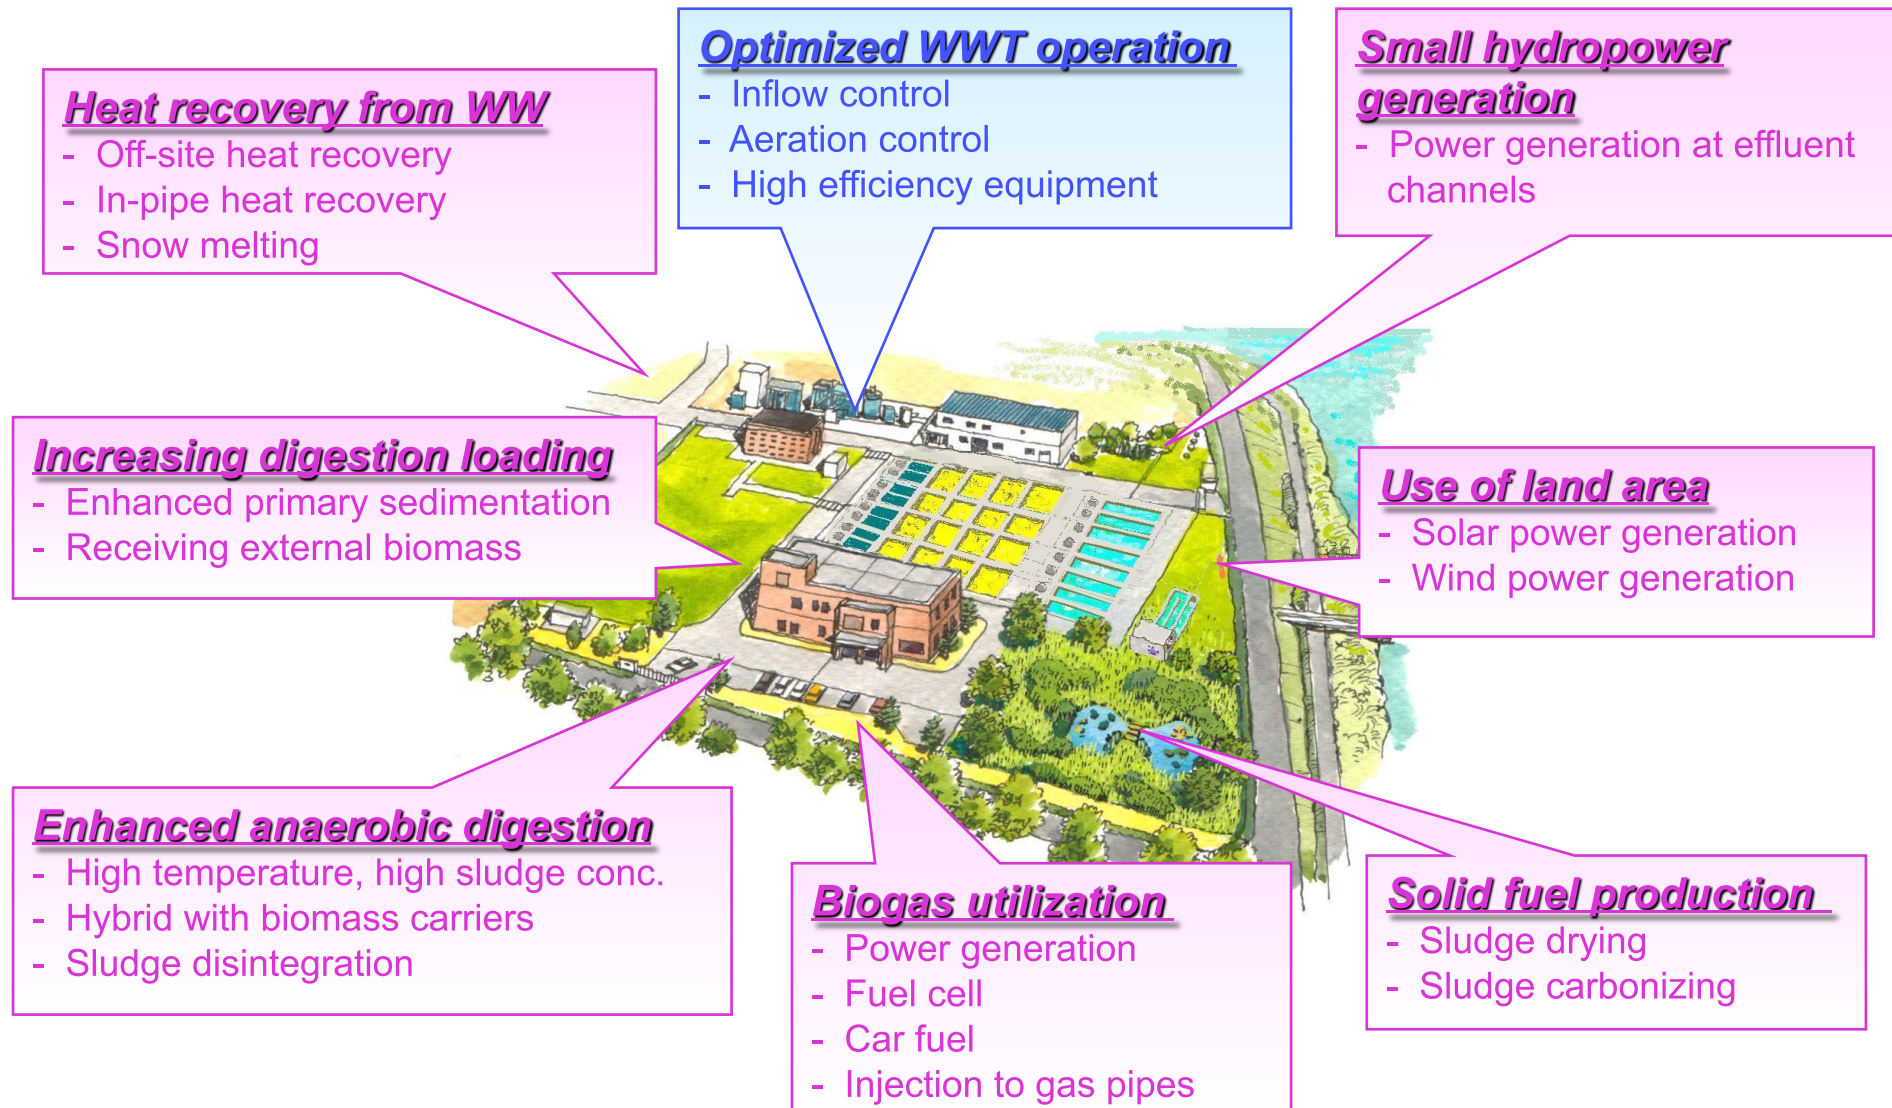 Optimized WWT operation
- Inflow control
- Aeration control
- High efficiency equipment
Small hydropower
generation
- Power generation at effluent
channels
Heat recovery from WW
- Off-site heat recovery
- In-pipe heat recovery
- Snow melting
Increasing digestion loading
- Enhanced primary sedimentation
- Receiving external biomass
Use of land area
- Solar power generation
- Wind power generation
Enhanced anaerobic digestion
- High temperature, high sludge conc.
- Hybrid with biomass carriers
- Sludge disintegration
Biogas utilization
- Power generation
- Fuel cell
- Car fuel
- Injection to gas pipes
Solid fuel production
- Sludge drying
- Sludge carbonizing